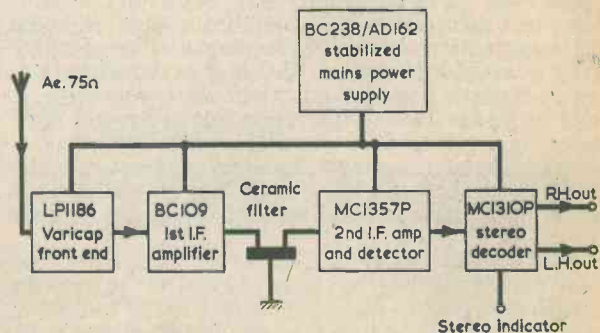 BC238/AD162
stabilized
mains power
supply
Ae. 75Ω
LP1186
Varicap
front end
BC109
1st I.F.
amplifier
Ceramic
filter
MC1357P
2nd I.F. amp
and detector
MC1310P
stereo
decoder
R.H.out
L.H.out
Stereo indicator